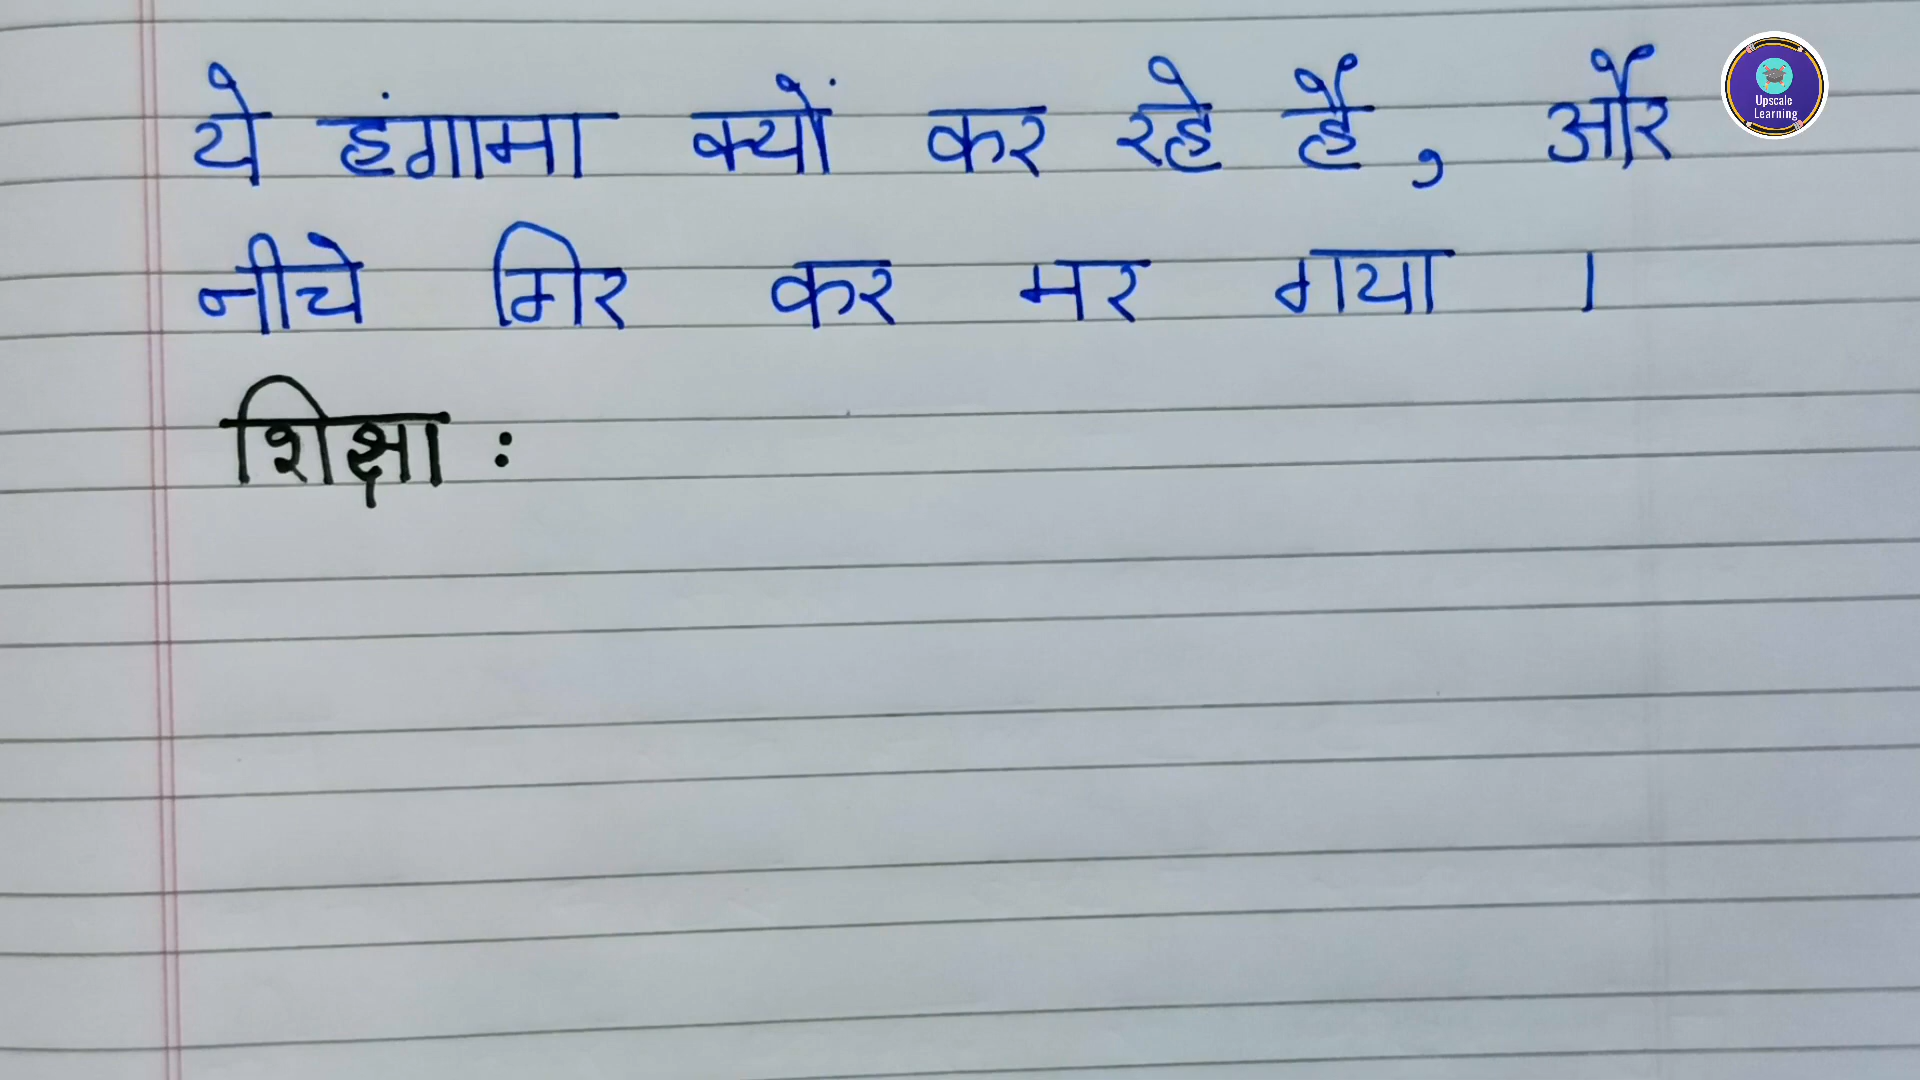 ये हंगामा क्यों कर रहे हैं, और
नीचे गिर कर मर गया ।
शिक्षा :
Upscale
Learning